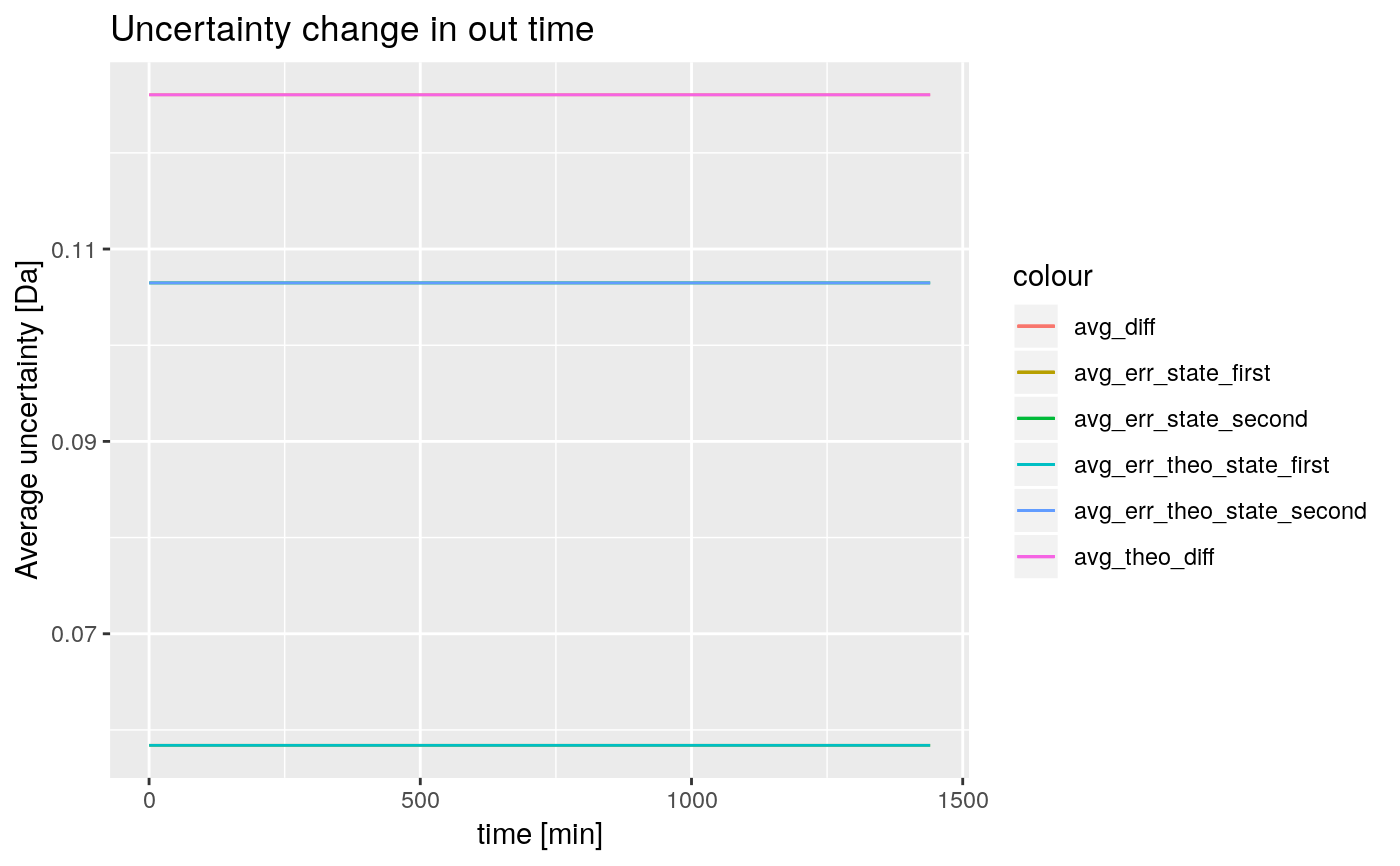 Uncertainty change in out time
Average uncertainty [Da]
0.11
0.09
0.07
0
500
1000
1500
time [min]
colour
avg_diff
avg_err_state_first
avg_err_state_second
avg_err_theo_state_first
avg_err_theo_state_second
avg_theo_diff